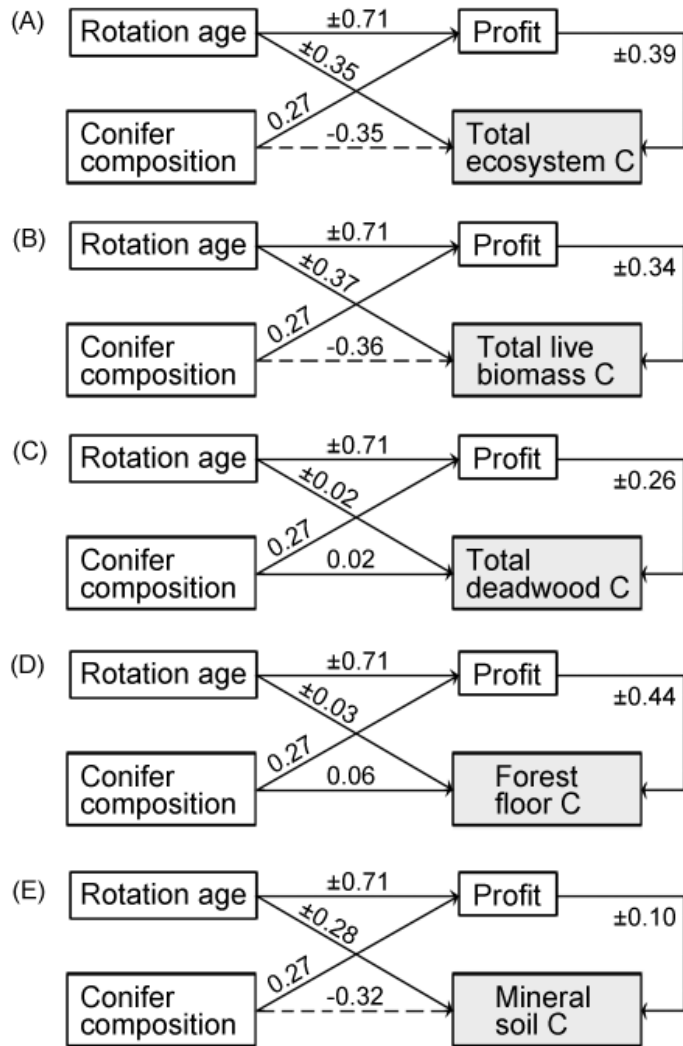 (A)
Rotation age
±0.71
Profit
±0.39
±0.35
0.27
Conifer
composition
-0.35
Total
ecosystem C
(B)
Rotation age
±0.71
Profit
±0.34
±0.37
0.27
Conifer
composition
-0.36
Total live
biomass C
(C)
Rotation age
±0.71
Profit
±0.26
±0.02
0.27
Conifer
composition
0.02
Total
deadwood C
(D)
Rotation age
±0.71
Profit
±0.44
±0.03
0.27
Conifer
composition
0.06
Forest
floor C
(E)
Rotation age
±0.71
Profit
±0.10
±0.28
0.27
Conifer
composition
-0.32
Mineral
soil C